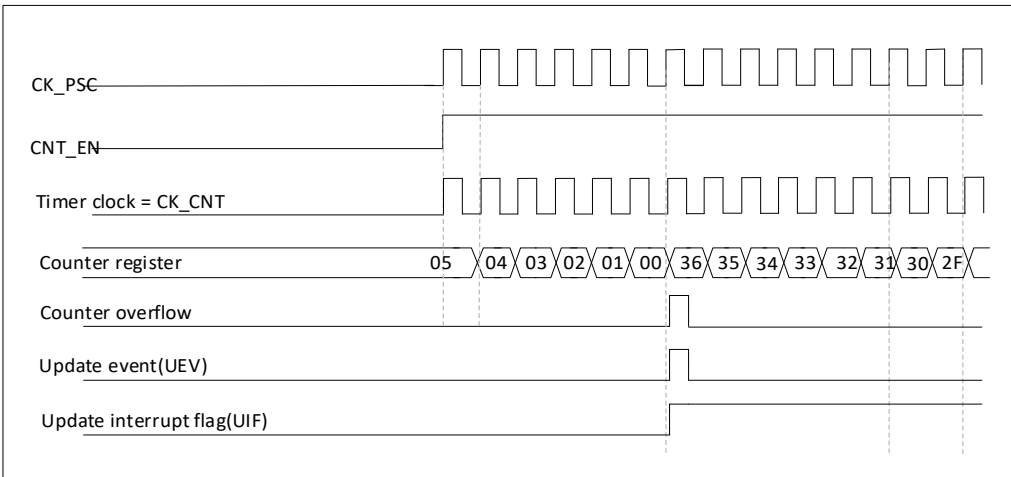 CK_PSC
CNT_EN
Timer clock = CK_CNT
Counter register 05 04 03 02 01 00 36 35 34 33 32 31 30 2F
Counter overflow
Update event(UEV)
Update interrupt flag(UIF)